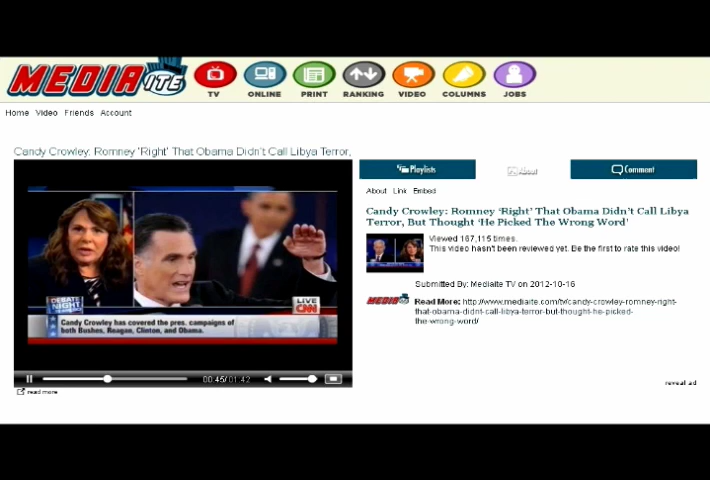 MEDIAITE
TV ONLINE PRINT RANKING VIDEO COLUMNS JOBS
Home Video Friends Account
Candy Crowley: Romney 'Right' That Obama Didn't Call Libya Terror,
Playlists About Comment
About Link Embed
Candy Crowley: Romney 'Right' That Obama Didn't Call Libya
Terror, But Thought 'He Picked The Wrong Word'
Viewed 167,115 times.
This video hasn't been reviewed yet. Be the first to rate this video!
Submitted By: Mediaite TV on 2012-10-16
MEDIAITE
Read More: http://www.mediaite.com/tv/candy-crowley-romney-right-
that-obama-didnt-call-libya-terror-but-thought-he-picked-
the-wrong-word/
DEBATE
NIGHT
LIVE
CNN
Candy Crowley has covered the pres. campaigns of
both Bushes, Reagan, Clinton, and Obama.
00:45/01:42
read more
reveal ad